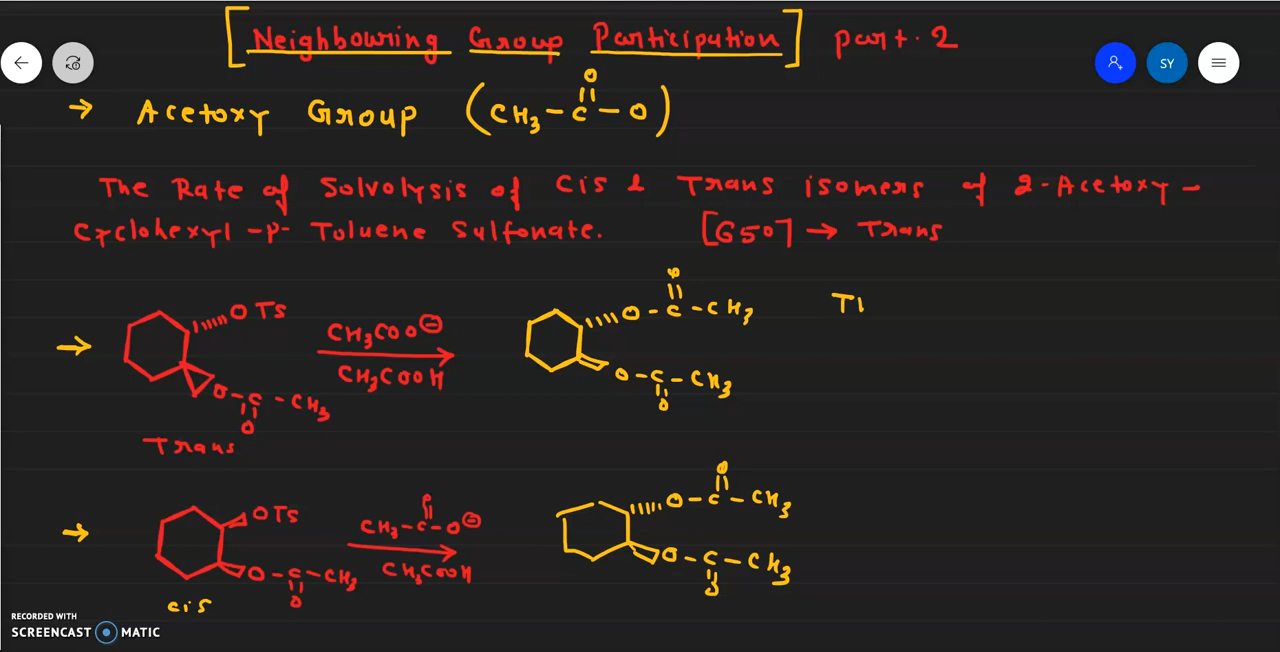 [Neighbouring Group Participation] part.2
→ Acetoxy Group (CH3-C-O)
O
SY
The Rate of Solvolysis of Cis & Trans isomers of 2-Acetoxy-
Cyclohexyl-p-Toluene Sulfonate. [650] → Trans
→ OTs
O-C-CH3
O
Trans
CH3COO⊖
CH3COOH
O
O-C-CH3
O-C-CH3
O
Tr
→ OTs
O-C-CH3
O
cis
O
CH3-C-O⊖
CH3COOH
O
O-C-CH3
O-C-CH3
O
RECORDED WITH
SCREENCAST MATIC